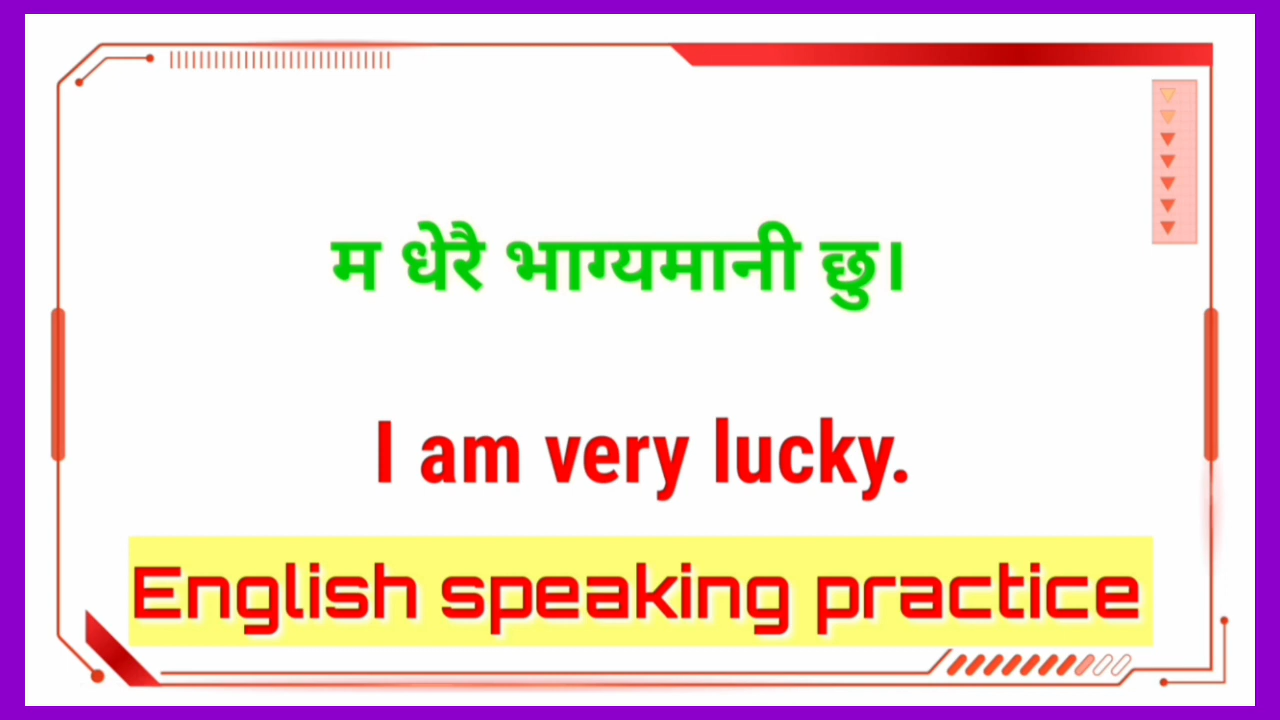 म धेरै भाग्यमानी छु।
I am very lucky.
English speaking practice